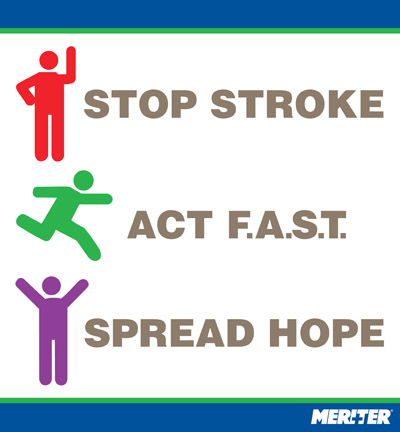 STOP STROKE
ACT F.A.S.T.
SPREAD HOPE
MERITER